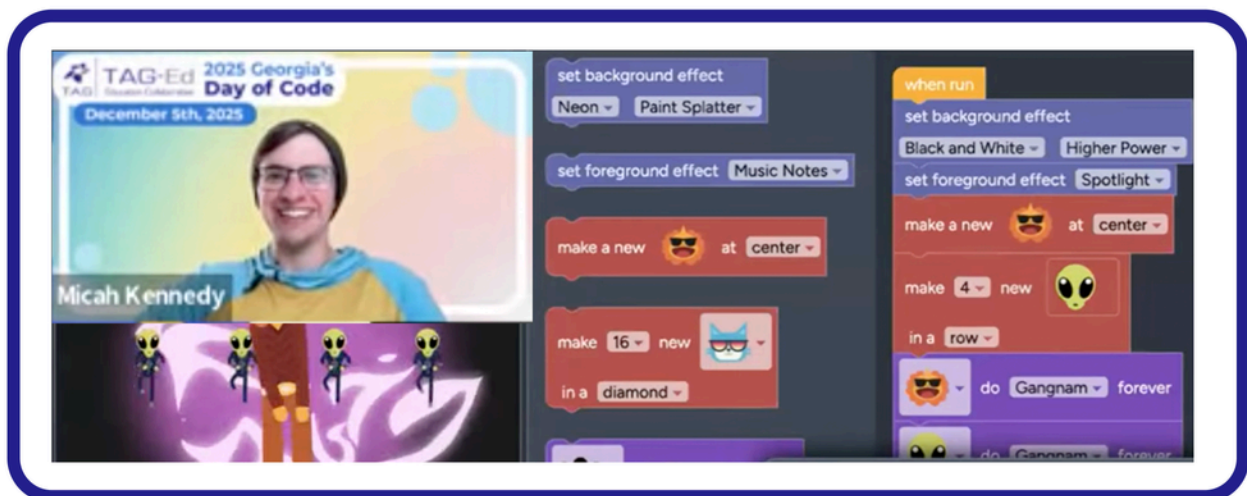 TAG
TAG-Ed
Education Collaborative
2025 Georgia's
Day of Code
December 5th, 2025
Micah Kennedy
set background effect
Neon Paint Splatter
set foreground effect Music Notes
make a new at center
make 16 new
in a diamond
when run
set background effect
Black and White Higher Power
set foreground effect Spotlight
make a new at center
make 4 new
in a row
do Gangnam forever
do Gangnam forever